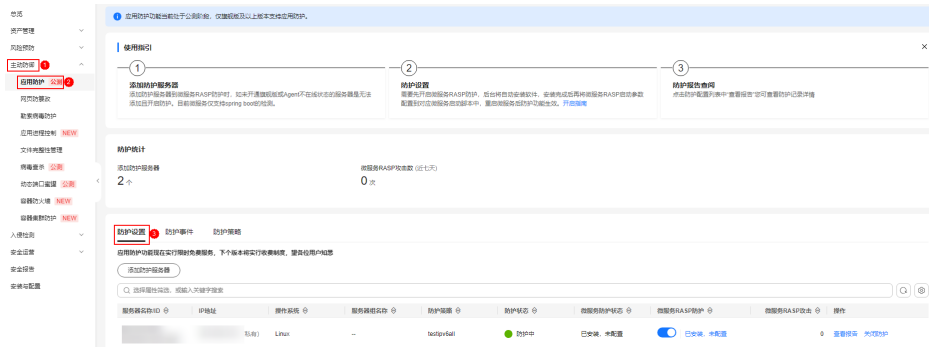 总览
资产管理
风险预防
主动防御 1
应用防护 公测 2
网页防篡改
勒索病毒防护
应用进程控制 NEW
文件完整性管理
病毒查杀 公测
动态端口蜜罐 公测
容器防火墙 NEW
容器集群防护 NEW
入侵检测
安全运营
安全报告
安装与配置
应用防护功能当前处于公测阶段，仅旗舰版及以上版本支持应用防护。
使用指引
1
添加防护服务器
添加防护服务器到微服务RASP防护时，如未开通旗舰版或Agent不在线状态的服务器是无法
添加且开启防护。目前微服务仅支持spring boot的检测。
2
防护设置
需要先开启微服务RASP防护，后台将自动安装软件，安装完成后再将微服务RASP启动参数
配置到对应微服务启动脚本中，重启微服务后防护功能生效。开启指南
3
防护报告查阅
点击防护配置列表中“查看报告”您可查看防护记录详情
防护统计
添加防护服务器
2 个
微服务RASP攻击数 (近七天)
0 次
防护设置 3 防护事件 防护策略
应用防护功能现在实行限时免费服务，下个版本将实行收费制度，望各位用户知悉
添加防护服务器
选择属性筛选，或输入关键字搜索
服务器名称/ID IP地址 操作系统 服务器组名称 防护策略 防护状态 微服务防护状态 微服务RASP防护 微服务RASP攻击 操作
私有) Linux -- testipv6all 防护中 已安装，未配置 已安装，未配置 0 查看报告 关闭防护